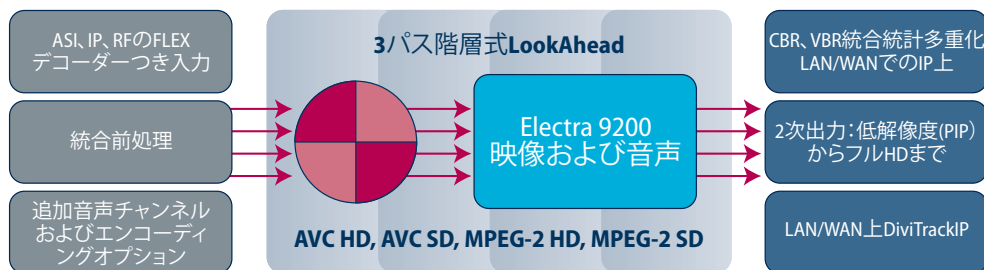 ASI、IP、RFのFLEX
デコーダーつき入力
統合前処理
追加音声チャンネル
およびエンコーディ
ングオプション
3パス階層式LookAhead
Electra 9200
映像および音声
AVC HD, AVC SD, MPEG-2 HD, MPEG-2 SD
CBR、VBR統合統計多重化
LAN/WANでのIP上
2次出力：低解像度(PIP)
からフルHDまで
LAN/WAN上DiviTrackIP